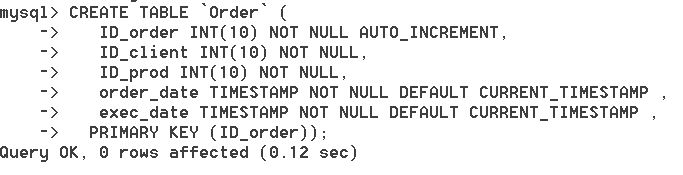 mysql> CREATE TABLE `Order` (
    ->    ID_order INT(10) NOT NULL AUTO_INCREMENT,
    ->    ID_client INT(10) NOT NULL,
    ->    ID_prod INT(10) NOT NULL,
    ->    order_date TIMESTAMP NOT NULL DEFAULT CURRENT_TIMESTAMP ,
    ->    exec_date TIMESTAMP NOT NULL DEFAULT CURRENT_TIMESTAMP ,
    ->   PRIMARY KEY (ID_order));
Query OK, 0 rows affected (0.12 sec)